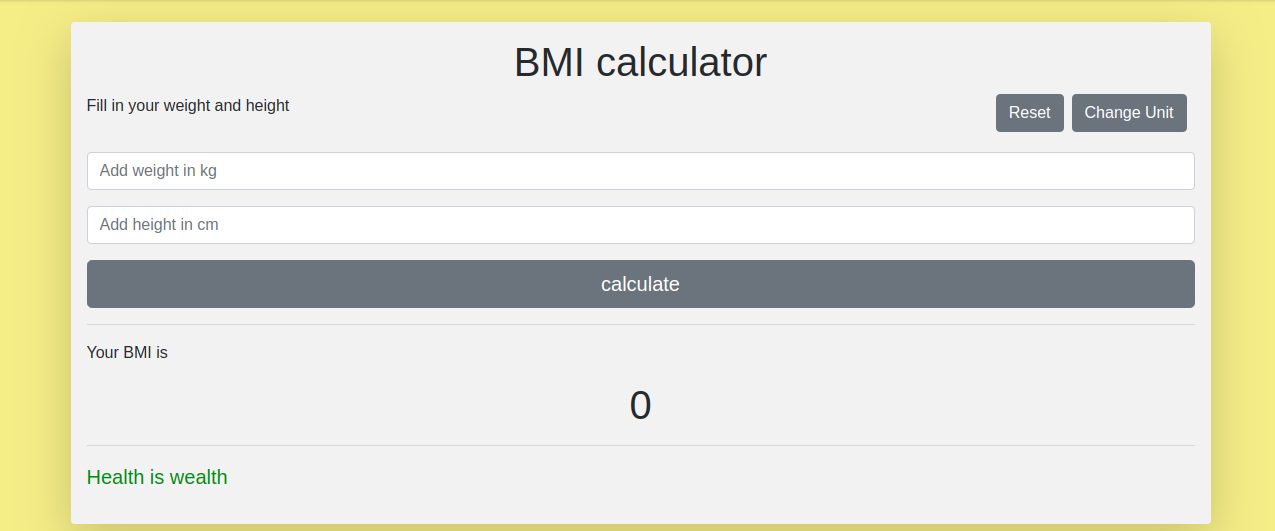 BMI calculator
Fill in your weight and height
Reset
Change Unit
Add weight in kg
Add height in cm
calculate
Your BMI is
0
Health is wealth